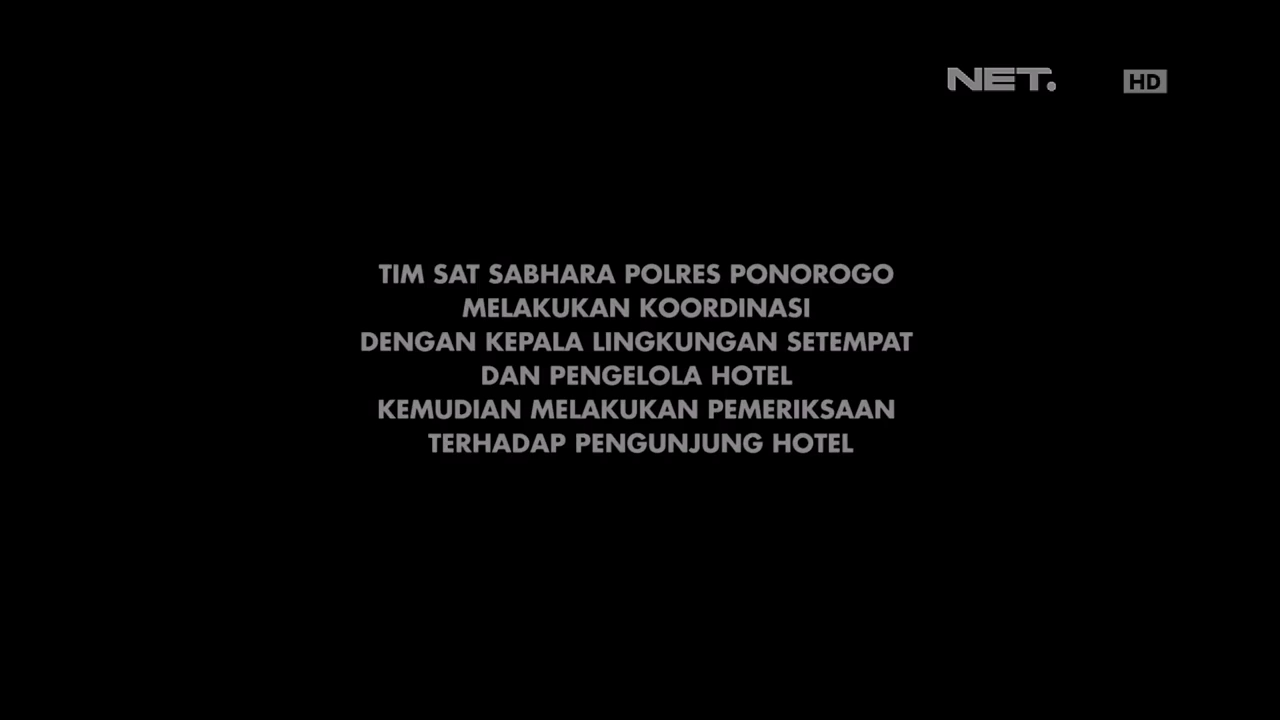 NET. HD
TIM SAT SABHARA POLRES PONOROGO
MELAKUKAN KOORDINASI
DENGAN KEPALA LINGKUNGAN SETEMPAT
DAN PENGELOLA HOTEL
KEMUDIAN MELAKUKAN PEMERIKSAAN
TERHADAP PENGUNJUNG HOTEL